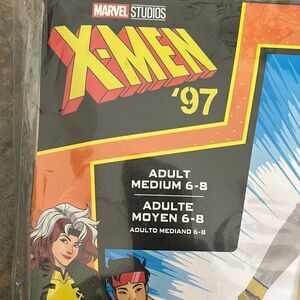 MARVEL STUDIOS
X-MEN
'97
ADULT
MEDIUM 6-8
ADULTE
MOYEN 6-8
ADULTO MEDIANO 6-8